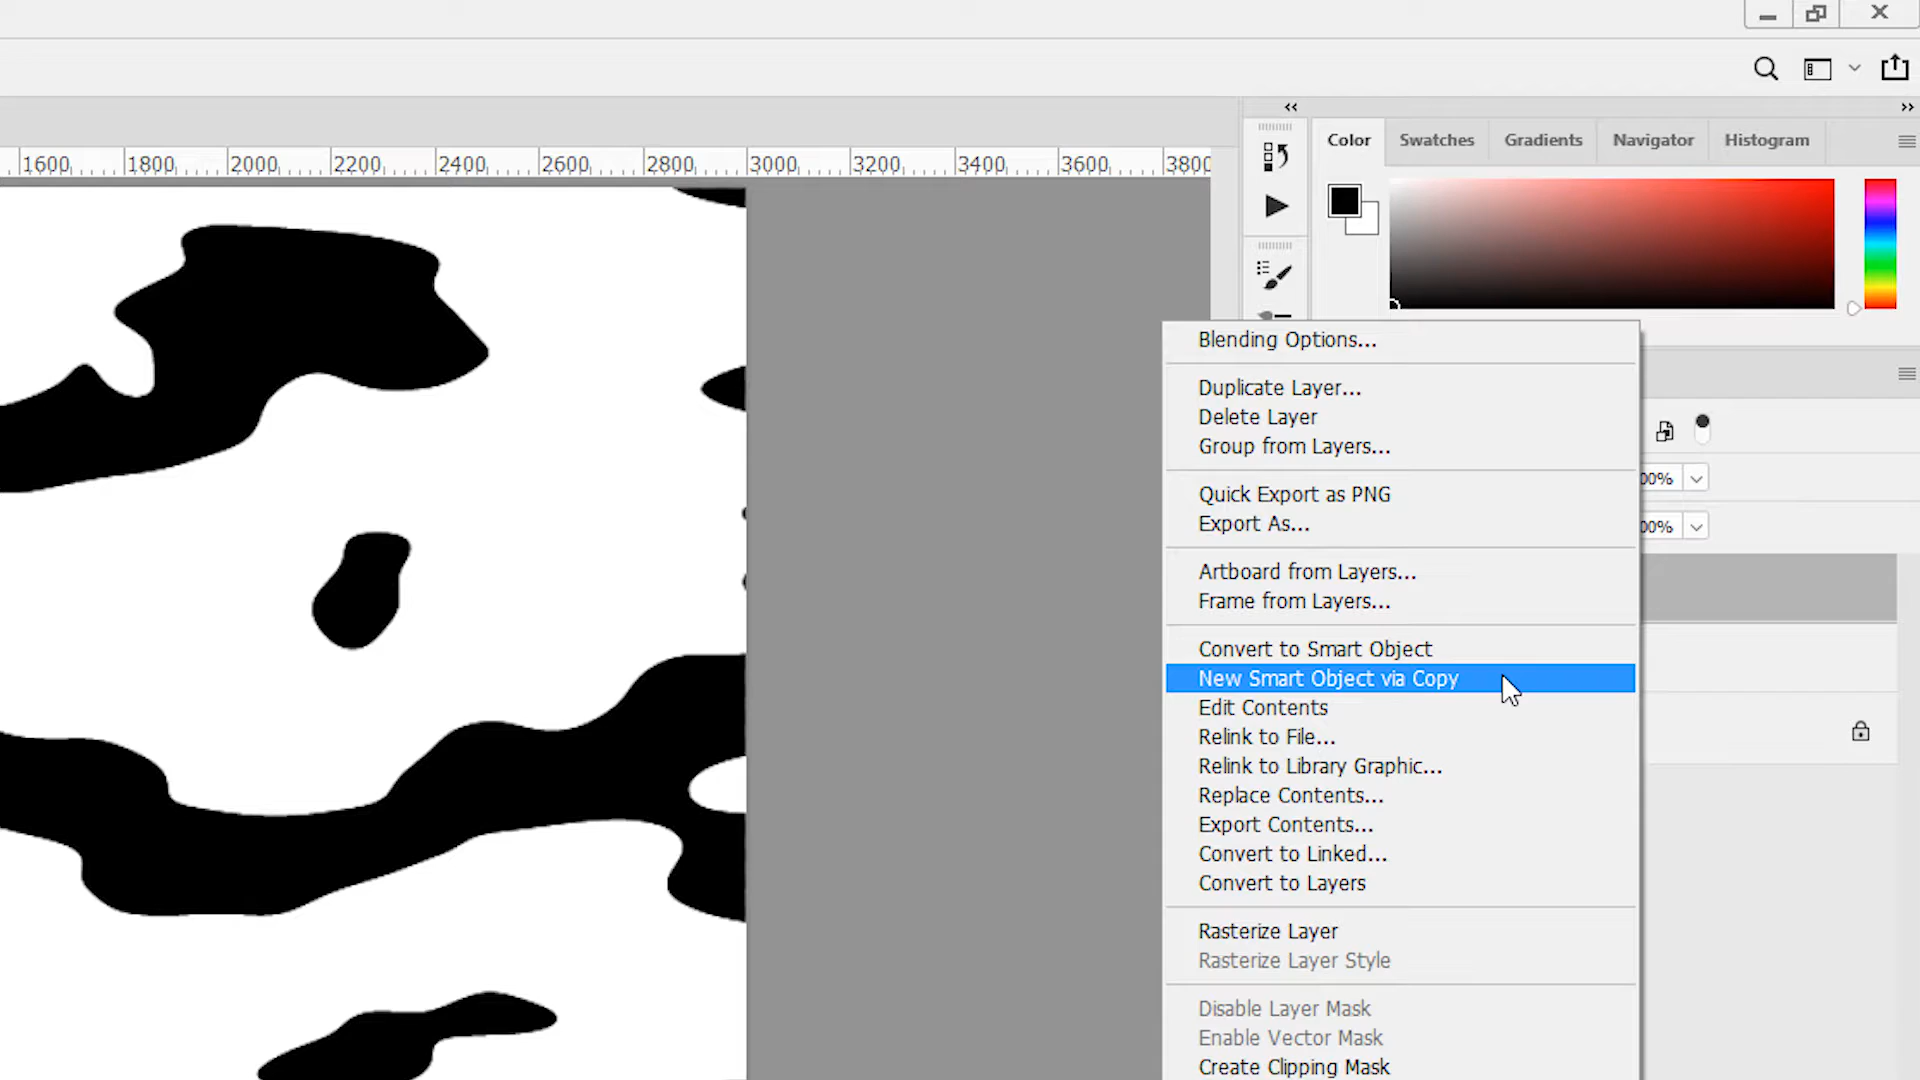 Color Swatches Gradients Navigator Histogram
1600 1800 2000 2200 2400 2600 2800 3000 3200 3400 3600 3800
Blending Options...
Duplicate Layer...
Delete Layer
Group from Layers...
00%
Quick Export as PNG
Export As...
00%
Artboard from Layers...
Frame from Layers...
Convert to Smart Object
New Smart Object via Copy
Edit Contents
Relink to File...
Relink to Library Graphic...
Replace Contents...
Export Contents...
Convert to Linked...
Convert to Layers
Rasterize Layer
Rasterize Layer Style
Disable Layer Mask
Enable Vector Mask
Create Clipping Mask